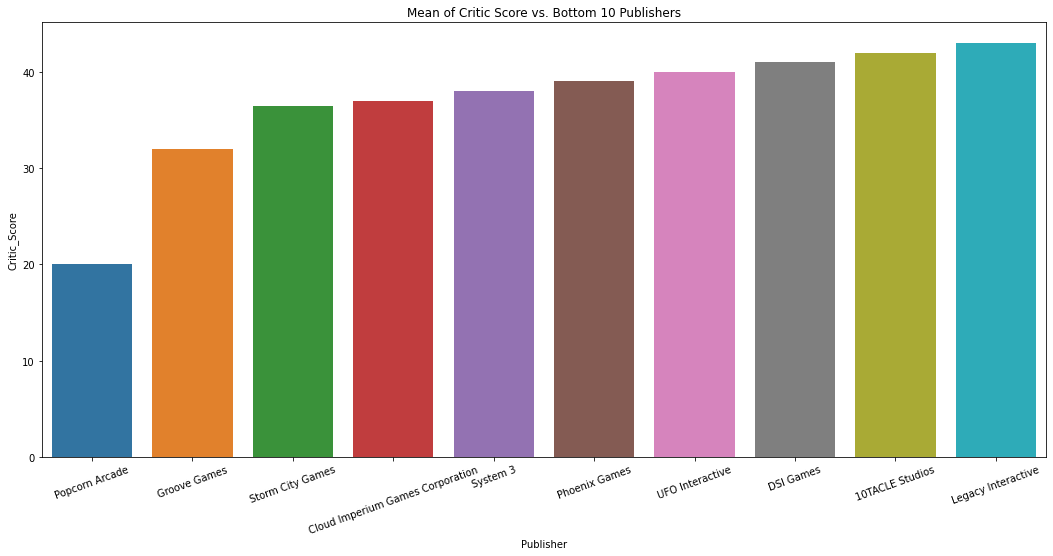 Mean of Critic Score vs. Bottom 10 Publishers
Critic_Score
40
30
20
10
0
Popcorn Arcade
Groove Games
Storm City Games
Cloud Imperium Games Corporation
System 3
Phoenix Games
UFO Interactive
DSI Games
10TACLE Studios
Legacy Interactive
Publisher